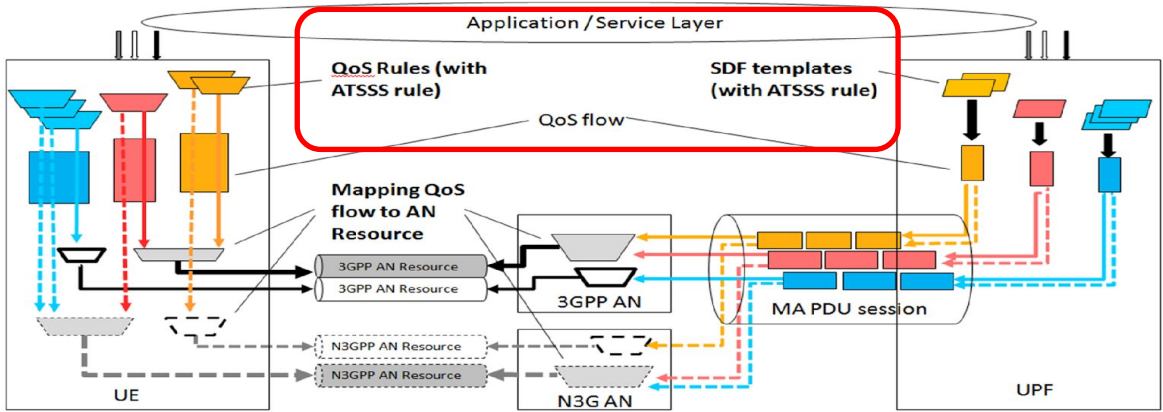 Application / Service Layer
QoS Rules (with
ATSSS rule)
SDF templates
(with ATSSS rule)
QoS flow
Mapping QoS
flow to AN
Resource
3GPP AN Resource
3GPP AN Resource
3GPP AN
MA PDU session
N3GPP AN Resource
N3GPP AN Resource
UE
N3G AN
UPF